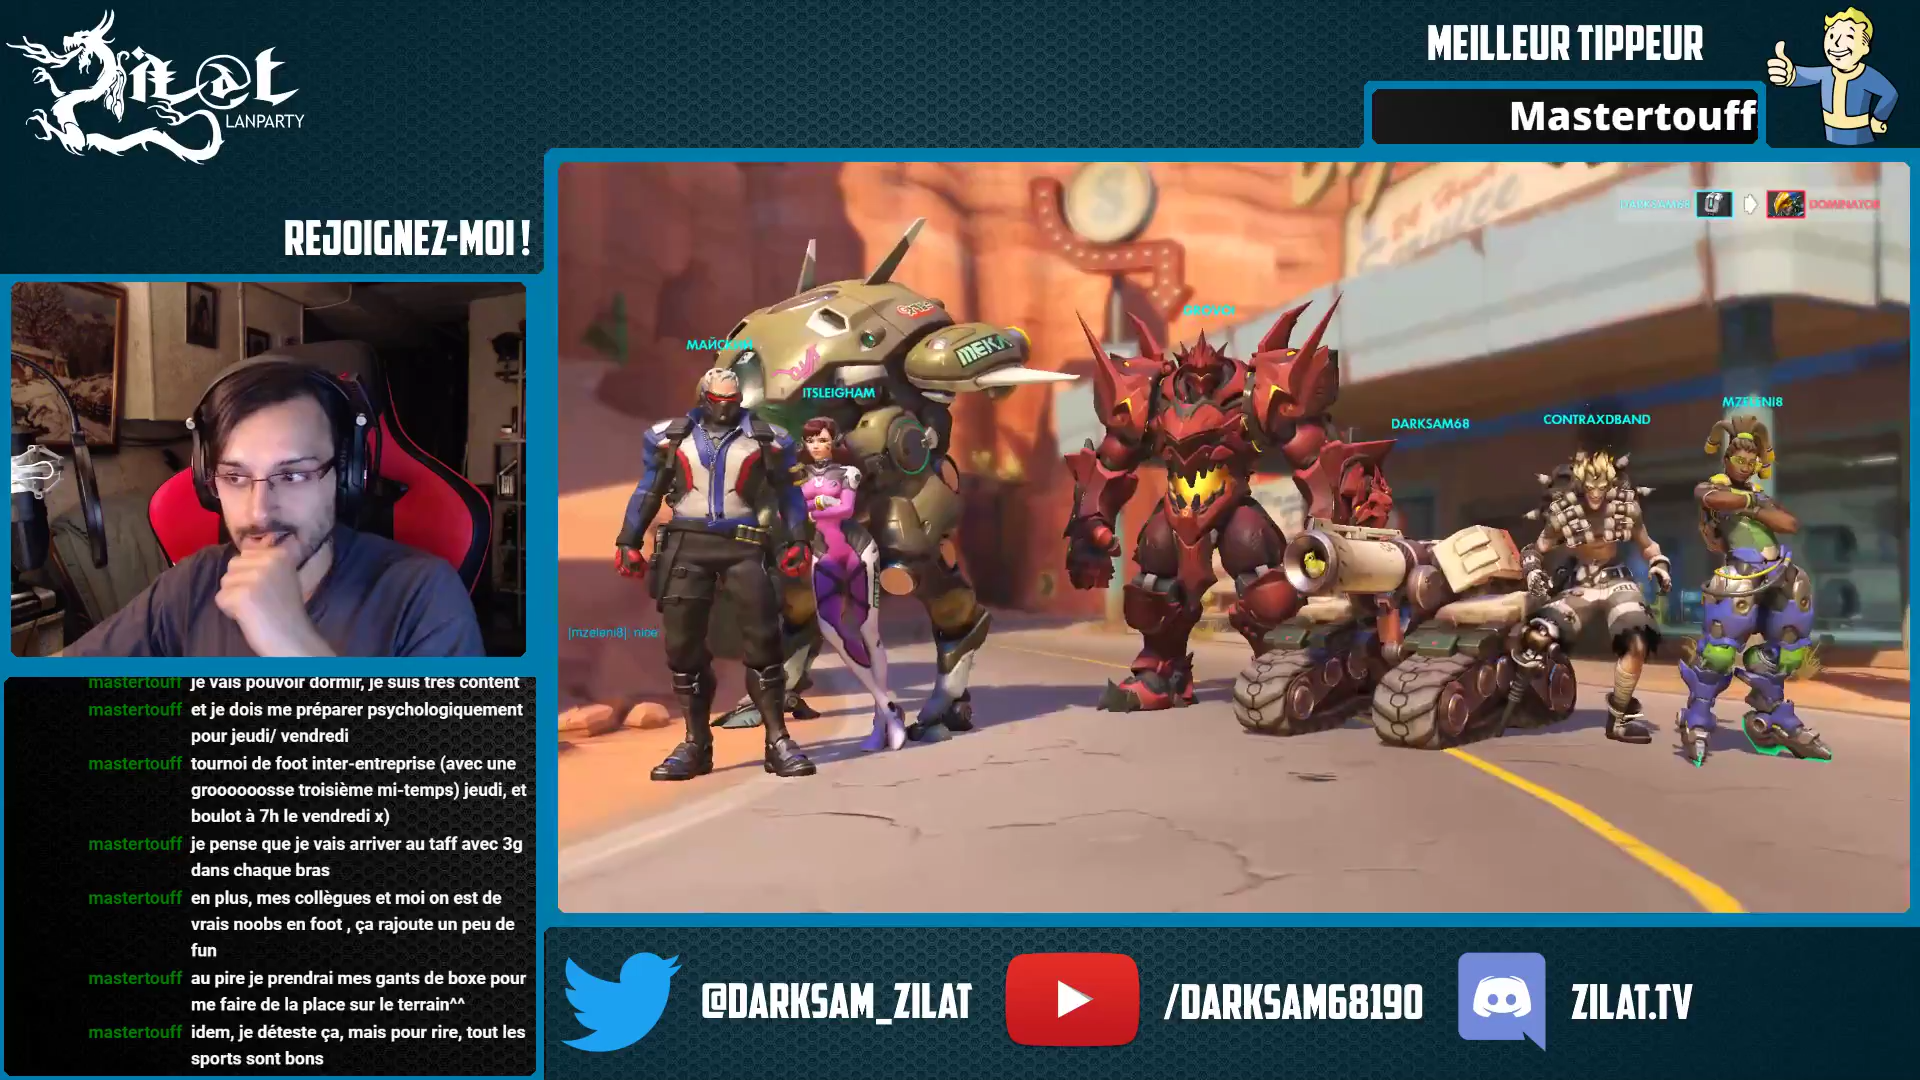 Zil@t
LANPARTY
MEILLEUR TIPPEUR
Mastertouff
REJOIGNEZ-MOI !
DARKSAM68
DOMINAYOR
МАЙСКИЙ
ITSLEIGHAM
GROVOI
DARKSAM68
CONTRAXDBAND
MZELENI8
MEKA
[mzeleni8] nice
mastertouff je vais pouvoir dormir, je suis très content
mastertouff et je dois me préparer psychologiquement
pour jeudi/ vendredi
mastertouff tournoi de foot inter-entreprise (avec une
groooooosse troisième mi-temps) jeudi, et
boulot à 7h le vendredi x)
mastertouff je pense que je vais arriver au taff avec 3g
dans chaque bras
mastertouff en plus, mes collègues et moi on est de
vrais noobs en foot , ça rajoute un peu de
fun
mastertouff au pire je prendrai mes gants de boxe pour
me faire de la place sur le terrain^^
mastertouff idem, je déteste ça, mais pour rire, tout les
sports sont bons
@DARKSAM_ZILAT
/DARKSAM68190
ZILAT.TV